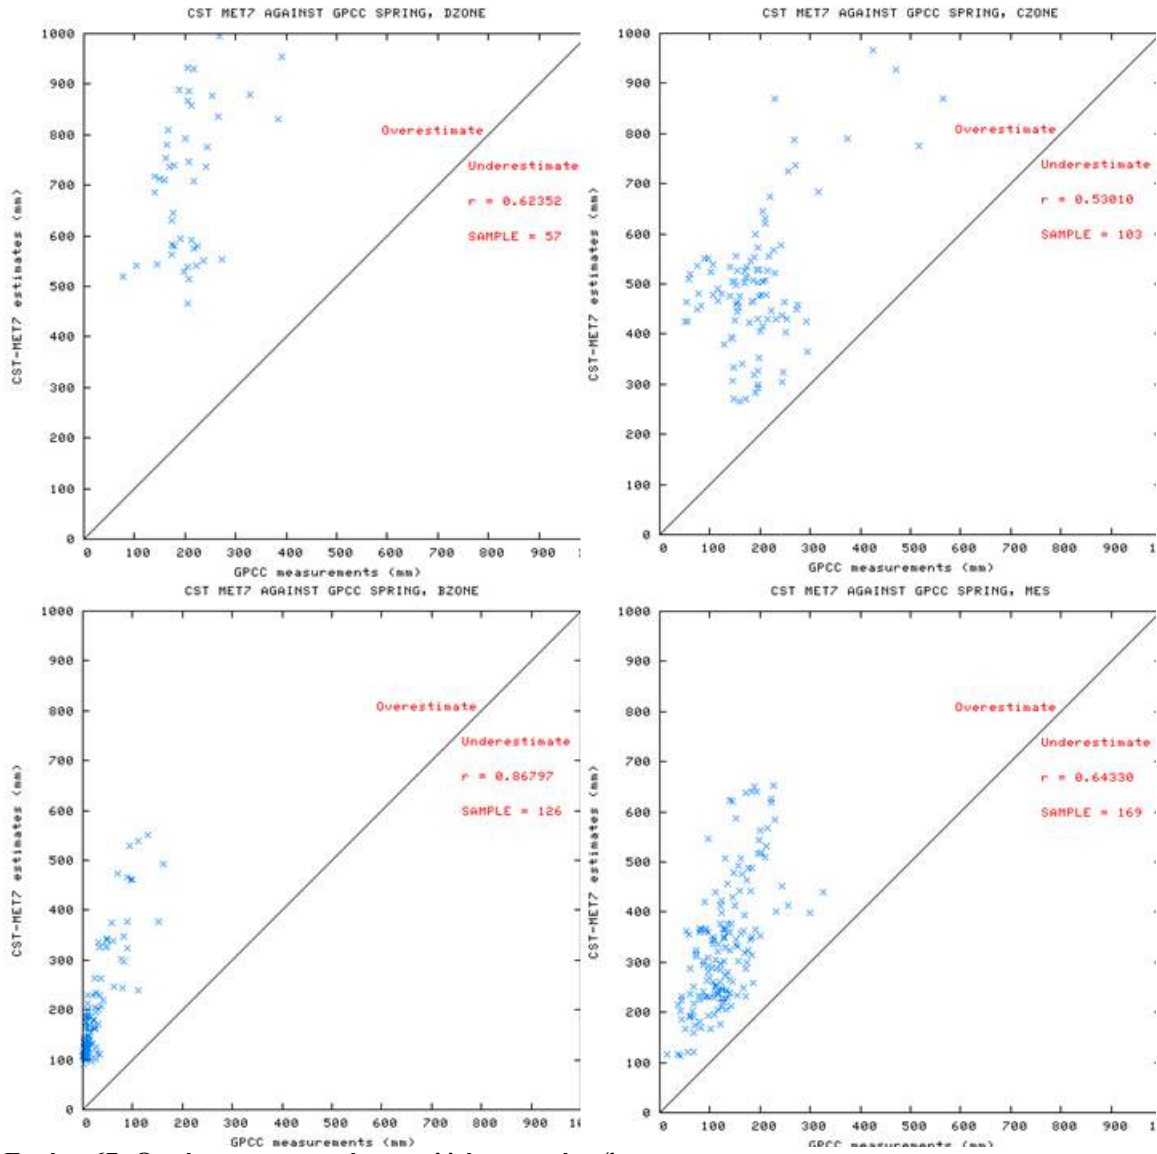 CST MET7 AGAINST GPCC SPRING, DZONE
1000
900
800
700
600
500
400
300
200
100
0
CST-MET7 estimates (mm)
Overestimate
Underestimate
r = 0.62352
SAMPLE = 57
0 100 200 300 400 500 600 700 800 900
GPCC measurements (mm)
CST MET7 AGAINST GPCC SPRING, CZONE
1000
900
800
700
600
500
400
300
200
100
0
CST-MET7 estimates (mm)
Overestimate
Underestimate
r = 0.53010
SAMPLE = 103
0 100 200 300 400 500 600 700 800 900
GPCC measurements (mm)
CST MET7 AGAINST GPCC SPRING, BZONE
1000
900
800
700
600
500
400
300
200
100
0
CST-MET7 estimates (mm)
Overestimate
Underestimate
r = 0.86797
SAMPLE = 126
0 100 200 300 400 500 600 700 800 900
GPCC measurements (mm)
CST MET7 AGAINST GPCC SPRING, MES
1000
900
800
700
600
500
400
300
200
100
0
CST-MET7 estimates (mm)
Overestimate
Underestimate
r = 0.64330
SAMPLE = 169
0 100 200 300 400 500 600 700 800 900
GPCC measurements (mm)